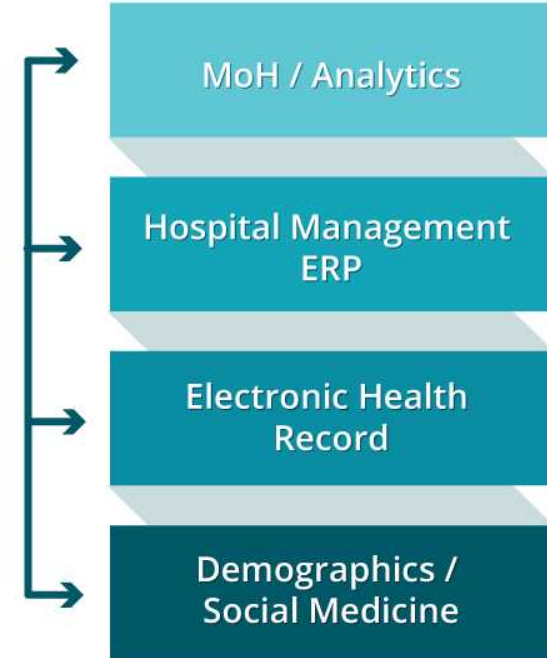 MoH / Analytics
Hospital Management
ERP
Electronic Health
Record
Demographics /
Social Medicine